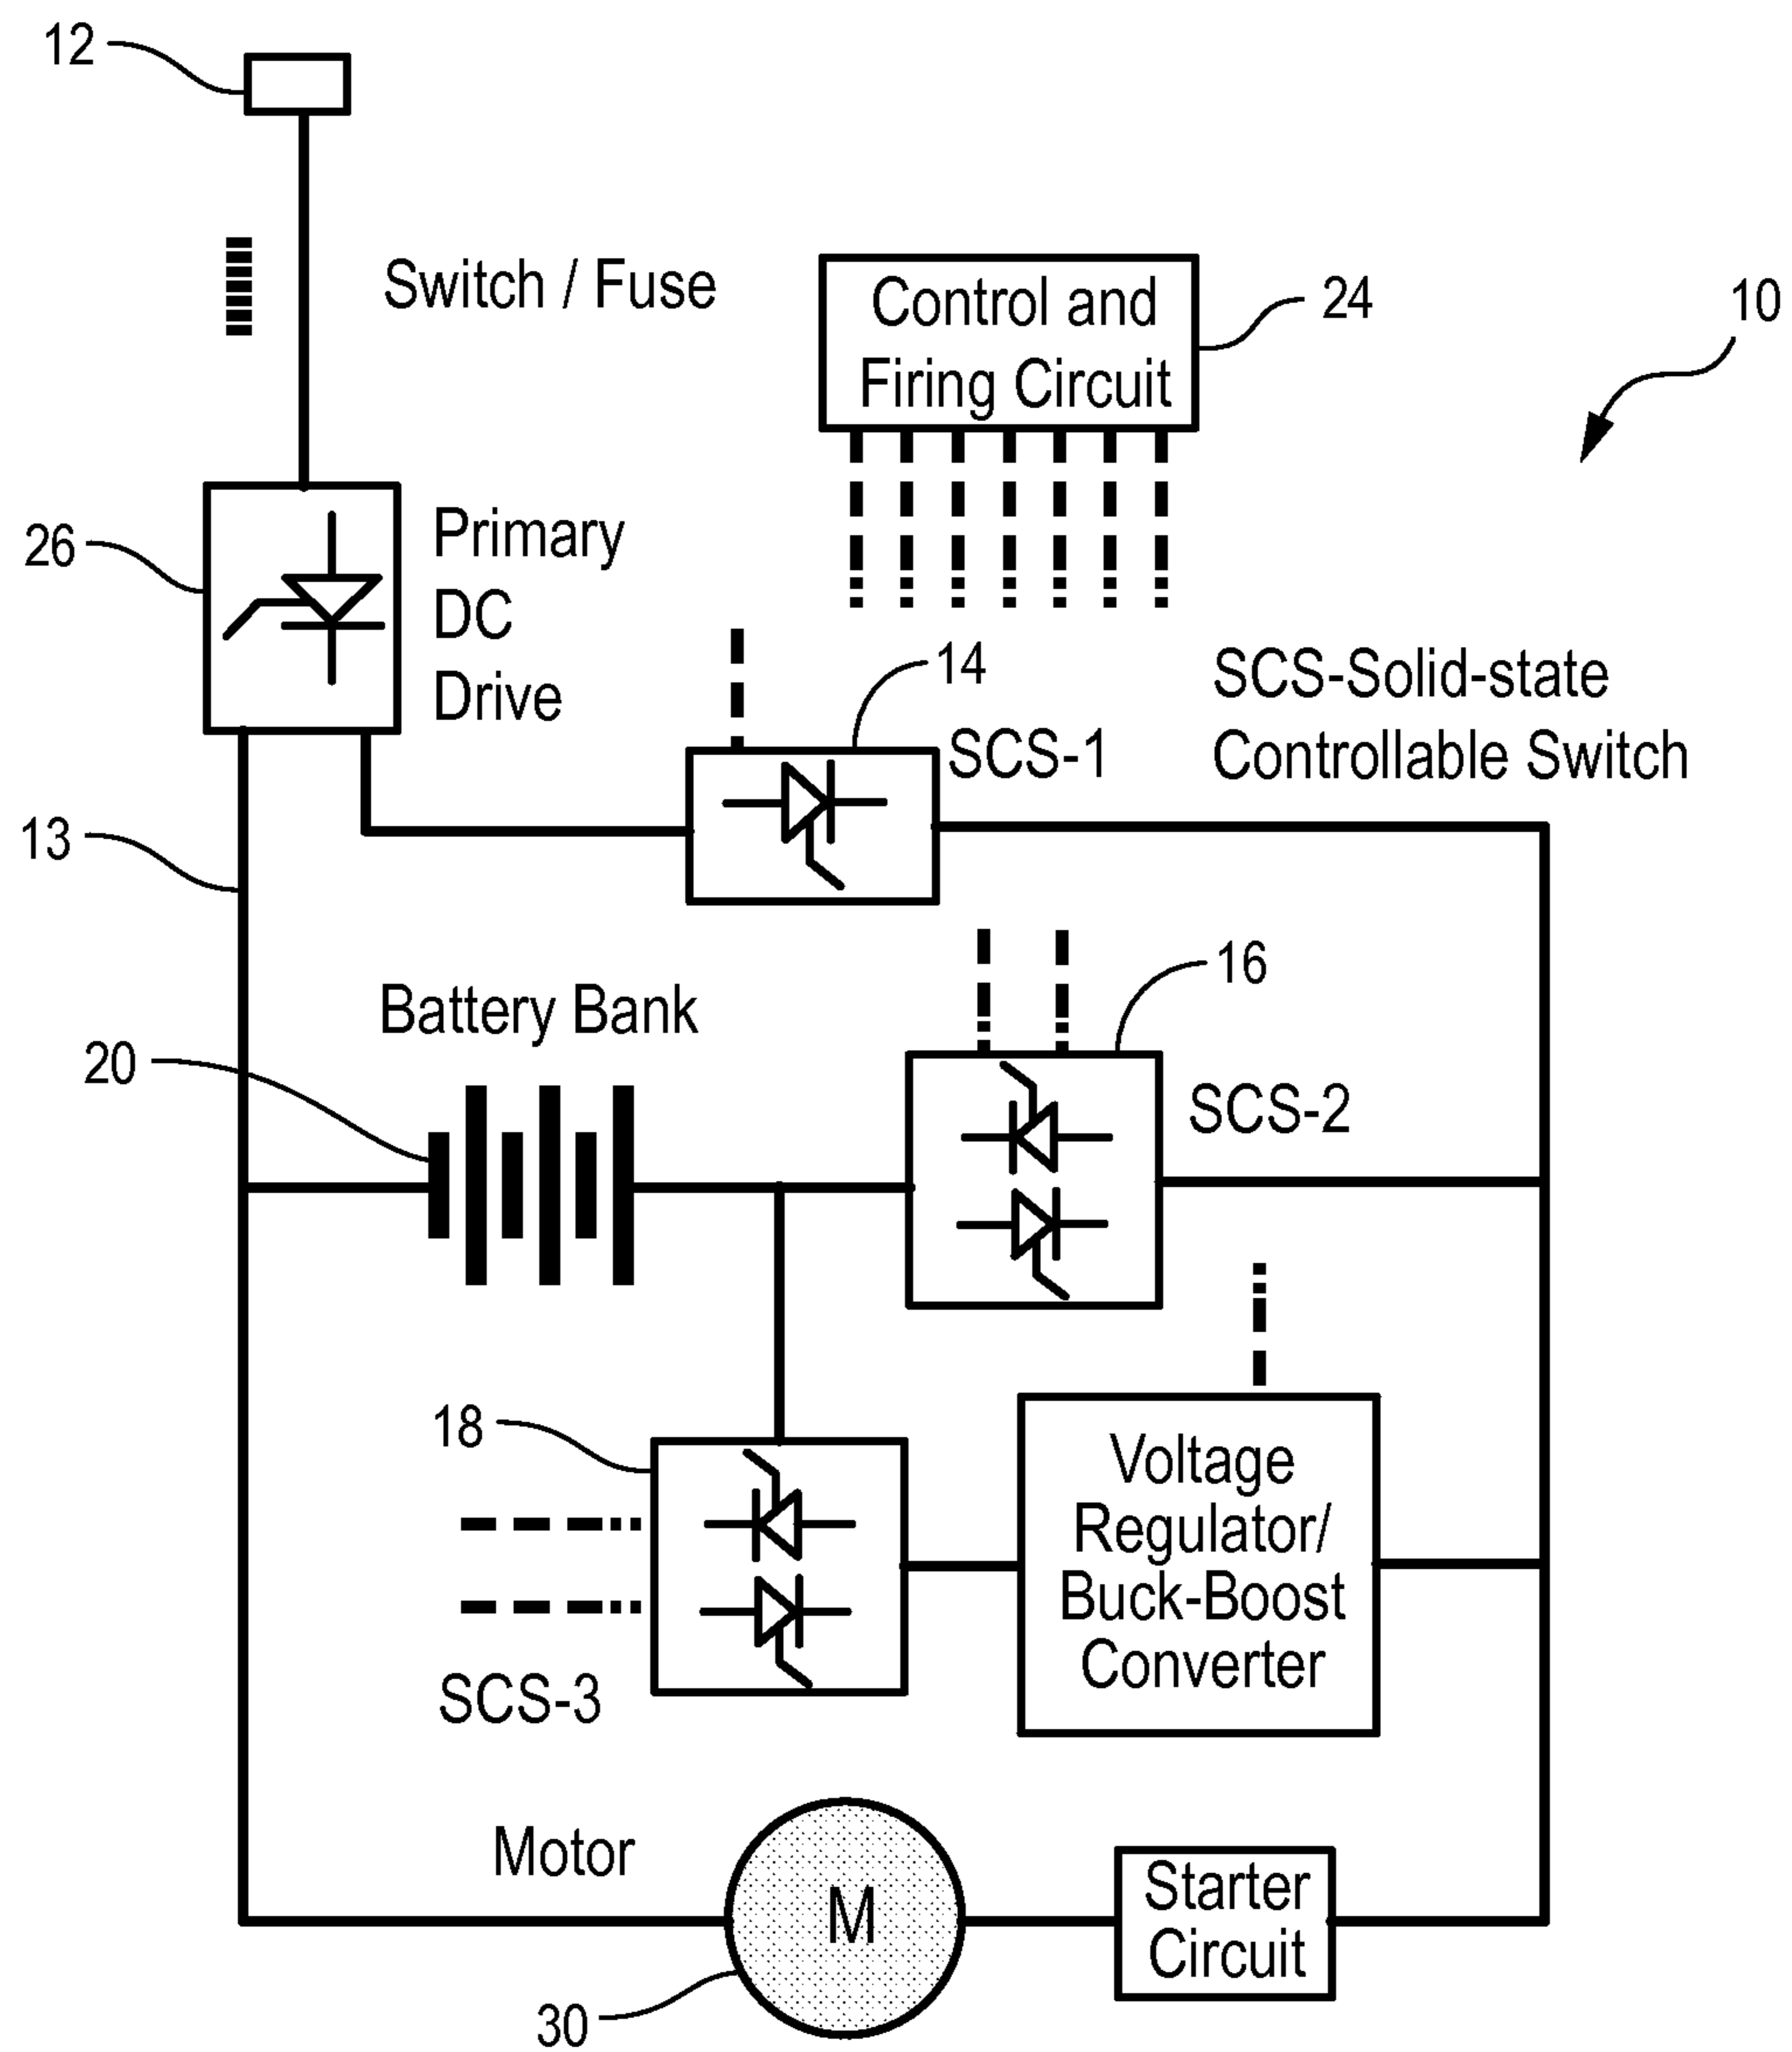 12
Switch / Fuse
Control and
Firing Circuit
24
10
26
Primary
DC
Drive
14
SCS-1
SCS-Solid-state
Controllable Switch
13
Battery Bank
16
20
SCS-2
18
Voltage
Regulator/
Buck-Boost
Converter
SCS-3
Motor
M
Starter
Circuit
30